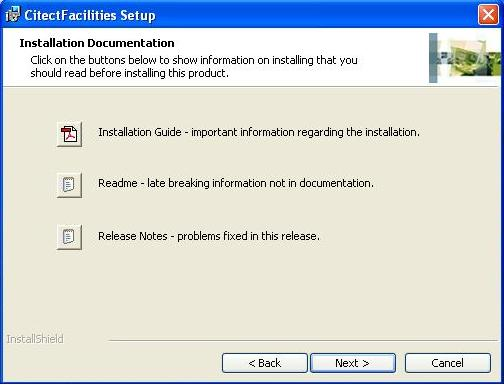 CitectFacilities Setup
Installation Documentation
Click on the buttons below to show information on installing that you
should read before installing this product.
Installation Guide - important information regarding the installation.
Readme - late breaking information not in documentation.
Release Notes - problems fixed in this release.
InstallShield
< Back
Next >
Cancel